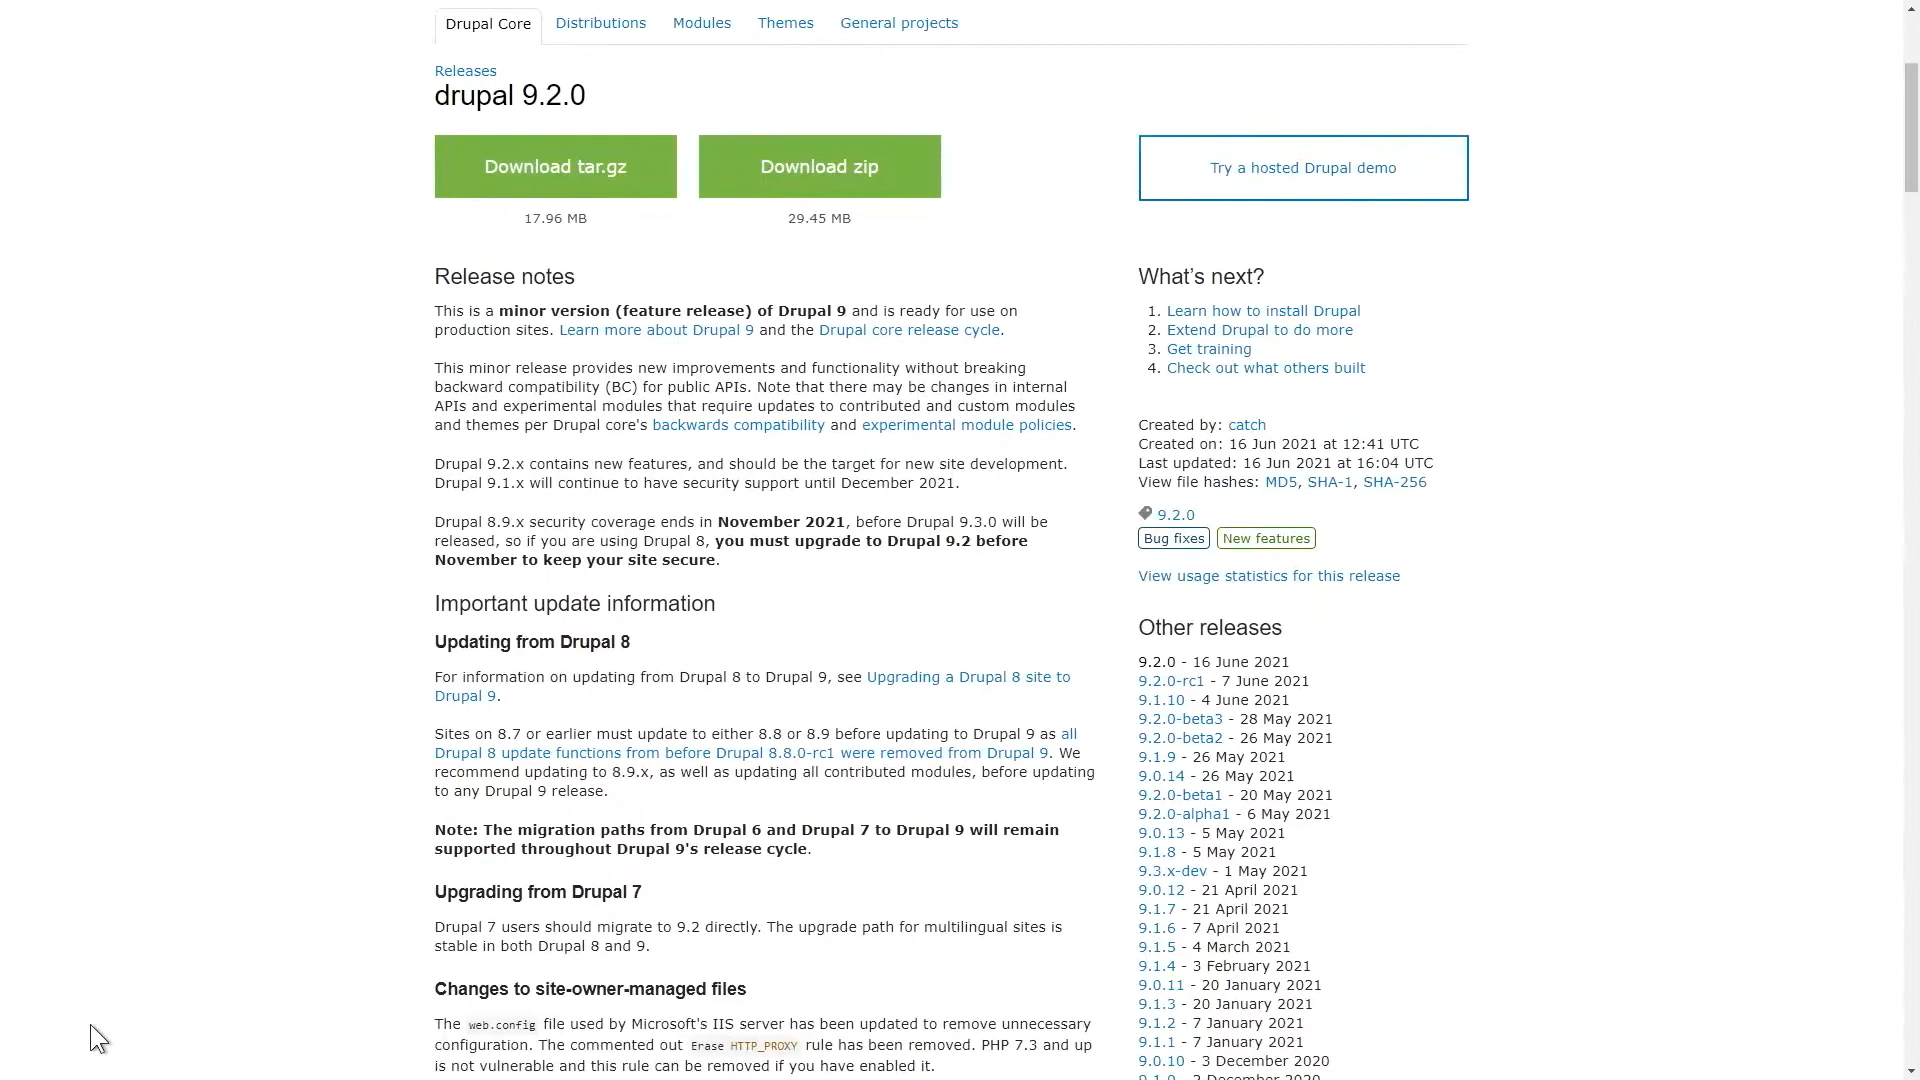 Drupal Core
Distributions
Modules
Themes
General projects
Releases
drupal 9.2.0
Download tar.gz
Download zip
17.96 MB
29.45 MB
Try a hosted Drupal demo
Release notes
This is a minor version (feature release) of Drupal 9 and is ready for use on
production sites. Learn more about Drupal 9 and the Drupal core release cycle.
This minor release provides new improvements and functionality without breaking
backward compatibility (BC) for public APIs. Note that there may be changes in internal
APIs and experimental modules that require updates to contributed and custom modules
and themes per Drupal core's backwards compatibility and experimental module policies.
Drupal 9.2.x contains new features, and should be the target for new site development.
Drupal 9.1.x will continue to have security support until December 2021.
Drupal 8.9.x security coverage ends in November 2021, before Drupal 9.3.0 will be
released, so if you are using Drupal 8, you must upgrade to Drupal 9.2 before
November to keep your site secure.
Important update information
Updating from Drupal 8
For information on updating from Drupal 8 to Drupal 9, see Upgrading a Drupal 8 site to
Drupal 9.
Sites on 8.7 or earlier must update to either 8.8 or 8.9 before updating to Drupal 9 as all
Drupal 8 update functions from before Drupal 8.8.0-rc1 were removed from Drupal 9. We
recommend updating to 8.9.x, as well as updating all contributed modules, before updating
to any Drupal 9 release.
Note: The migration paths from Drupal 6 and Drupal 7 to Drupal 9 will remain
supported throughout Drupal 9's release cycle.
Upgrading from Drupal 7
Drupal 7 users should migrate to 9.2 directly. The upgrade path for multilingual sites is
stable in both Drupal 8 and 9.
Changes to site-owner-managed files
The web.config file used by Microsoft's IIS server has been updated to remove unnecessary
configuration. The commented out Erase HTTP_PROXY rule has been removed. PHP 7.3 and up
is not vulnerable and this rule can be removed if you have enabled it.
What's next?
1. Learn how to install Drupal
2. Extend Drupal to do more
3. Get training
4. Check out what others built
Created by: catch
Created on: 16 Jun 2021 at 12:41 UTC
Last updated: 16 Jun 2021 at 16:04 UTC
View file hashes: MD5, SHA-1, SHA-256
9.2.0
Bug fixes
New features
View usage statistics for this release
Other releases
9.2.0 - 16 June 2021
9.2.0-rc1 - 7 June 2021
9.1.10 - 4 June 2021
9.2.0-beta3 - 28 May 2021
9.2.0-beta2 - 26 May 2021
9.1.9 - 26 May 2021
9.0.14 - 26 May 2021
9.2.0-beta1 - 20 May 2021
9.2.0-alpha1 - 6 May 2021
9.0.13 - 5 May 2021
9.1.8 - 5 May 2021
9.3.x-dev - 1 May 2021
9.0.12 - 21 April 2021
9.1.7 - 21 April 2021
9.1.6 - 7 April 2021
9.1.5 - 4 March 2021
9.1.4 - 3 February 2021
9.0.11 - 20 January 2021
9.1.3 - 20 January 2021
9.1.2 - 7 January 2021
9.1.1 - 7 January 2021
9.0.10 - 3 December 2020